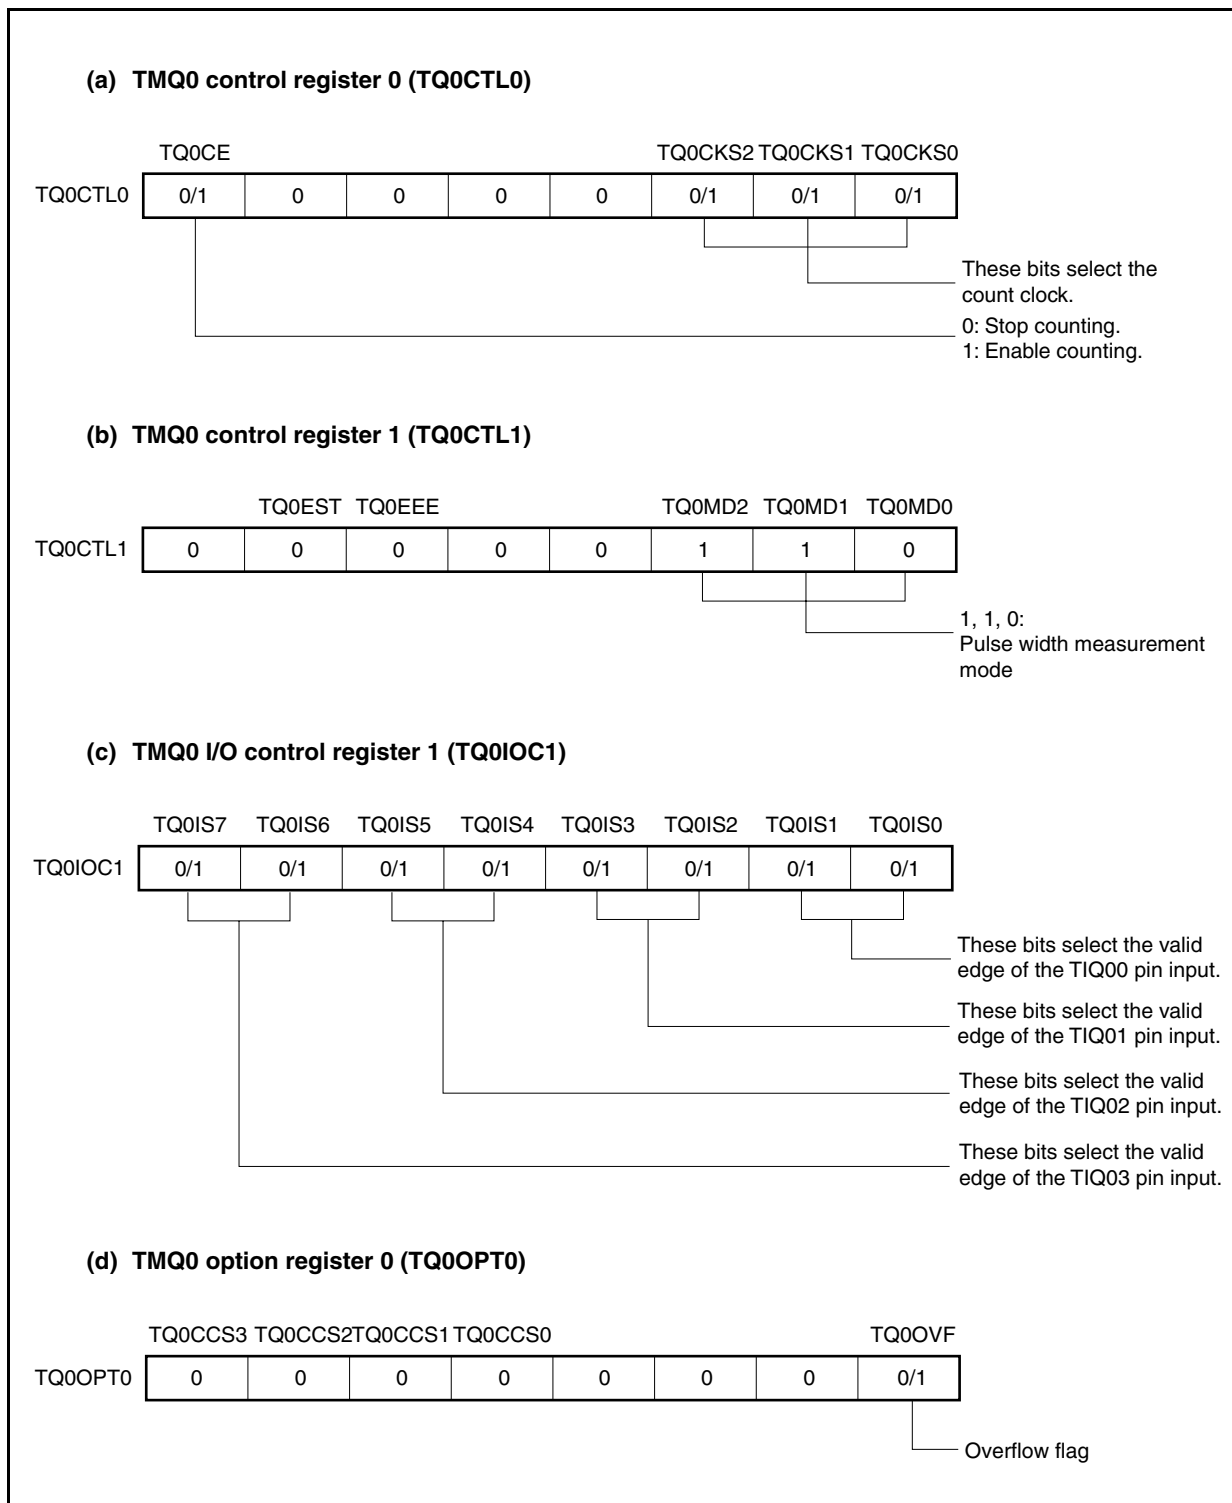 (a) TMQ0 control register 0 (TQ0CTL0)
TQ0CE TQ0CKS2 TQ0CKS1 TQ0CKS0
TQ0CTL0 0/1 0 0 0 0 0/1 0/1 0/1
These bits select the
count clock.
0: Stop counting.
1: Enable counting.
(b) TMQ0 control register 1 (TQ0CTL1)
TQ0EST TQ0EEE TQ0MD2 TQ0MD1 TQ0MD0
TQ0CTL1 0 0 0 0 0 1 1 0
1, 1, 0:
Pulse width measurement
mode
(c) TMQ0 I/O control register 1 (TQ0IOC1)
TQ0IS7 TQ0IS6 TQ0IS5 TQ0IS4 TQ0IS3 TQ0IS2 TQ0IS1 TQ0IS0
TQ0IOC1 0/1 0/1 0/1 0/1 0/1 0/1 0/1 0/1
These bits select the valid
edge of the TIQ00 pin input.
These bits select the valid
edge of the TIQ01 pin input.
These bits select the valid
edge of the TIQ02 pin input.
These bits select the valid
edge of the TIQ03 pin input.
(d) TMQ0 option register 0 (TQ0OPT0)
TQ0CCS3 TQ0CCS2 TQ0CCS1 TQ0CCS0 TQ0OVF
TQ0OPT0 0 0 0 0 0 0 0 0/1
Overflow flag